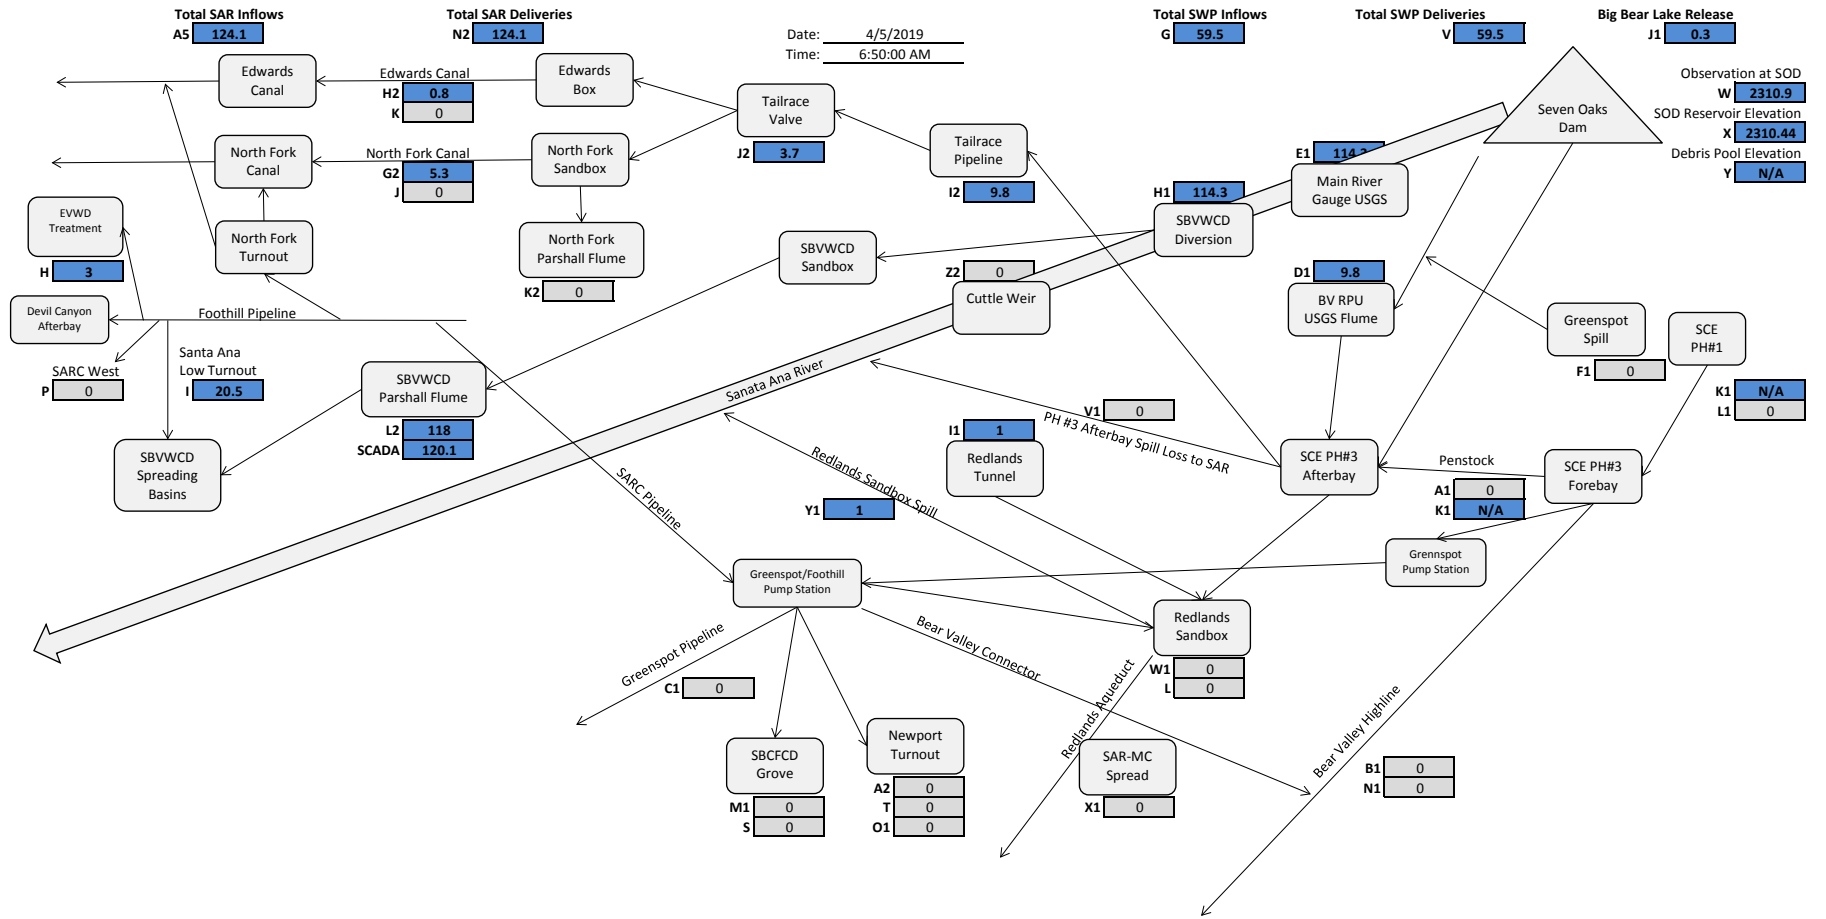 Total SAR Inflows
A5 124.1
Total SAR Deliveries
N2 124.1
Date: 4/5/2019
Time: 6:50:00 AM
Total SWP Inflows
G 59.5
Total SWP Deliveries
V 59.5
Big Bear Lake Release
J1 0.3
Edwards
Canal
Edwards Canal
H2 0.8
K 0
Edwards
Box
Tailrace
Valve
J2 3.7
Tailrace
Pipeline
I2 9.8
Seven Oaks
Dam
Observation at SOD
W 2310.9
SOD Reservoir Elevation
X 2310.44
Debris Pool Elevation
Y N/A
North Fork
Canal
North Fork Canal
G2 5.3
J 0
North Fork
Sandbox
E1
Main River
Gauge USGS
H1 114.3
SBVWCD
Diversion
EVWD
Treatment
H 3
North Fork
Turnout
North Fork
Parshall Flume
K2 0
SBVWCD
Sandbox
Z2 0
Cuttle Weir
D1 9.8
BV RPU
USGS Flume
Greenspot
Spill
F1 0
SCE
PH#1
K1 N/A
L1 0
Devil Canyon
Afterbay
Foothill Pipeline
SARC West
P 0
Santa Ana
Low Turnout
I 20.5
SBVWCD
Parshall Flume
L2 118
SCADA 120.1
Sanata Ana River
V1 0
PH #3 Afterbay Spill Loss to SAR
I1 1
Redlands
Tunnel
SCE PH#3
Afterbay
Penstock
A1 0
K1 N/A
SCE PH#3
Forebay
SBVWCD
Spreading
Basins
SARC Pipeline
Redlands Sandbox Spill
Y1 1
Grennspot
Pump Station
Greenspot/Foothill
Pump Station
Redlands
Sandbox
W1 0
L 0
Greenspot Pipeline
C1 0
Bear Valley Connector
Redlands Aqueduct
Bear Valley Highline
SBCFCD
Grove
M1 0
S 0
Newport
Turnout
A2 0
T 0
O1 0
SAR-MC
Spread
X1 0
B1 0
N1 0